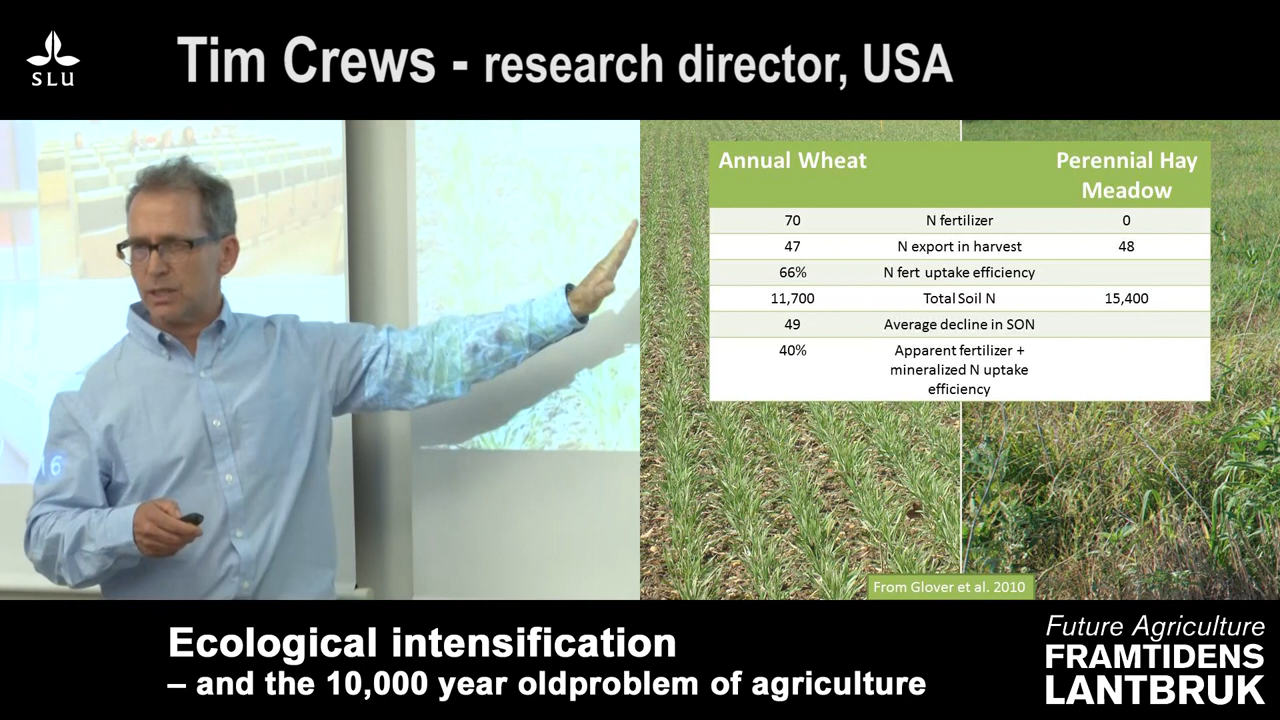 SLU
Tim Crews - research director, USA
Annual Wheat
Perennial Hay
Meadow
70 N fertilizer 0
47 N export in harvest 48
66% N fert uptake efficiency
11,700 Total Soil N 15,400
49 Average decline in SON
40% Apparent fertilizer +
mineralized N uptake
efficiency
16
From Glover et al. 2010
Ecological intensification
– and the 10,000 year oldproblem of agriculture
Future Agriculture
FRAMTIDENS
LANTBRUK